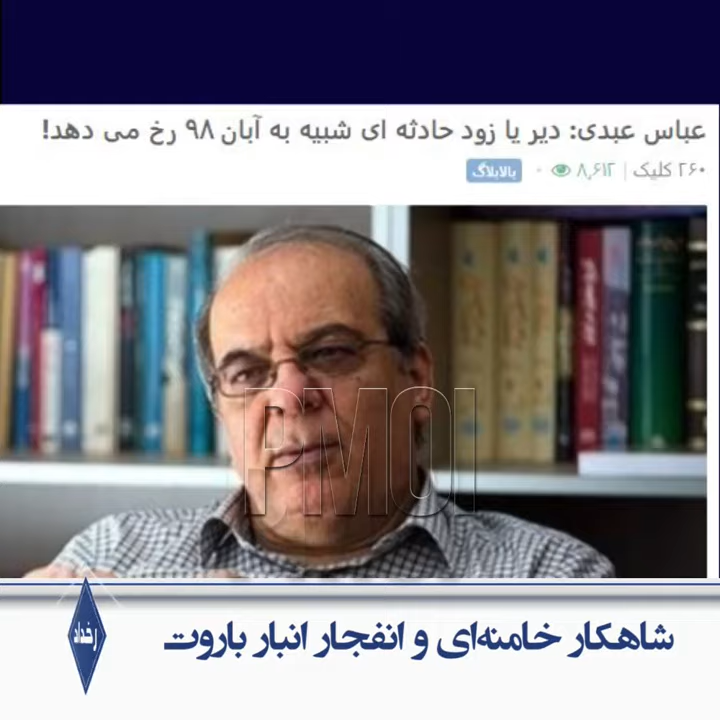 عباس عبدی: دیر یا زود حادثه ای شبیه به آبان ۹۸ رخ می دهد!
۲۶۰ کلیک | ۸,۶۱۲ • بالابلاگ
PMOI
شاهکار خامنه‌ای و انفجار انبار باروت
رخداد